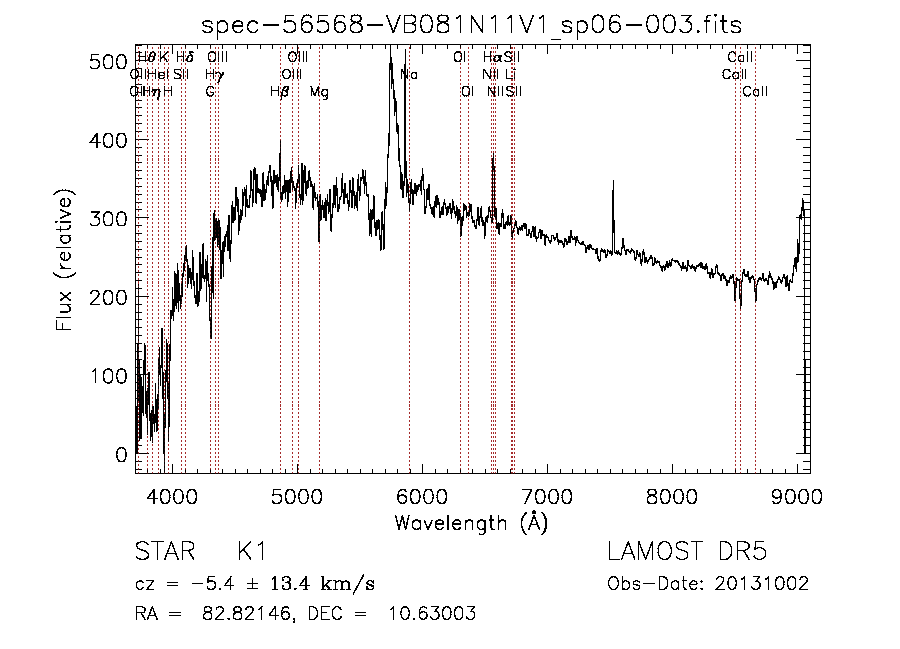 spec-56568-VB081N11V1_sp06-003.fits
Hθ K Hδ OIII OIII OI Hα SII CaII
OII HeI SII Hγ OIII Na NII Li CaII
OII Hη H G Hβ Mg OI NII SII CaII
500
400
300
200
100
0
Flux (relative)
4000 5000 6000 7000 8000 9000
Wavelength (Å)
STAR K1 LAMOST DR5
cz = -5.4 ± 13.4 km/s Obs-Date: 20131002
RA = 82.82146, DEC = 10.63003